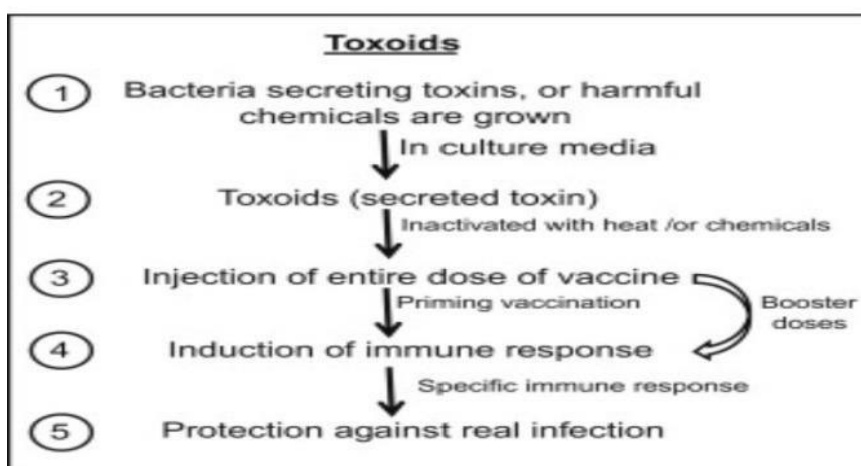 Toxoids
1 Bacteria secreting toxins, or harmful
chemicals are grown
In culture media
2 Toxoids (secreted toxin)
Inactivated with heat /or chemicals
3 Injection of entire dose of vaccine
Priming vaccination
Booster
doses
4 Induction of immune response
Specific immune response
5 Protection against real infection